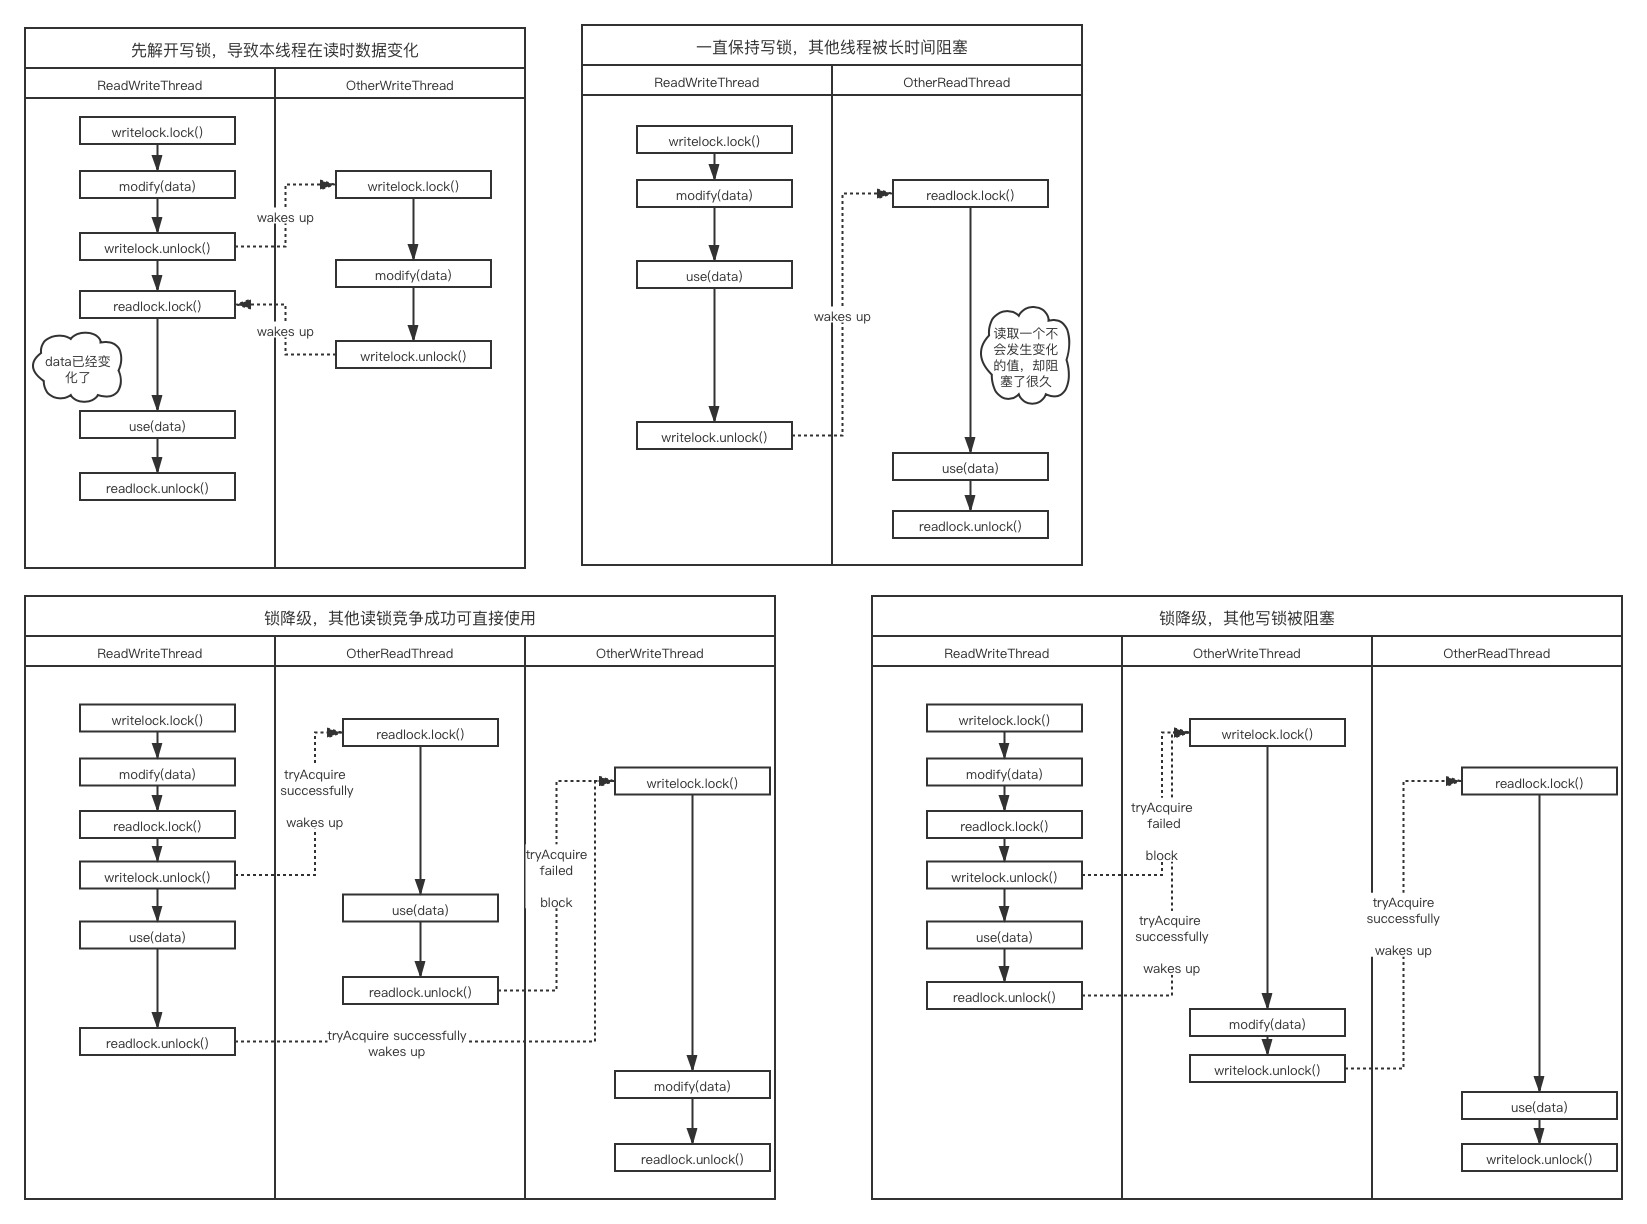 先解开写锁，导致本线程在读时数据变化
ReadWriteThread
OtherWriteThread
writelock.lock()
modify(data)
writelock.unlock()
readlock.lock()
data已经变
化了
use(data)
readlock.unlock()
wakes up
wakes up
writelock.lock()
modify(data)
writelock.unlock()
一直保持写锁，其他线程被长时间阻塞
ReadWriteThread
OtherReadThread
writelock.lock()
modify(data)
use(data)
writelock.unlock()
wakes up
readlock.lock()
读取一个不
会发生变化
的值，却阻
塞了很久
use(data)
readlock.unlock()
锁降级，其他读锁竞争成功可直接使用
ReadWriteThread
OtherReadThread
OtherWriteThread
writelock.lock()
modify(data)
readlock.lock()
writelock.unlock()
use(data)
readlock.unlock()
tryAcquire
successfully
wakes up
readlock.lock()
use(data)
readlock.unlock()
tryAcquire successfully
wakes up
tryAcquire
failed
block
writelock.lock()
modify(data)
readlock.unlock()
锁降级，其他写锁被阻塞
ReadWriteThread
OtherWriteThread
OtherReadThread
writelock.lock()
modify(data)
readlock.lock()
writelock.unlock()
use(data)
readlock.unlock()
tryAcquire
failed
block
tryAcquire
successfully
wakes up
writelock.lock()
modify(data)
writelock.unlock()
tryAcquire
successfully
wakes up
readlock.lock()
use(data)
writelock.unlock()